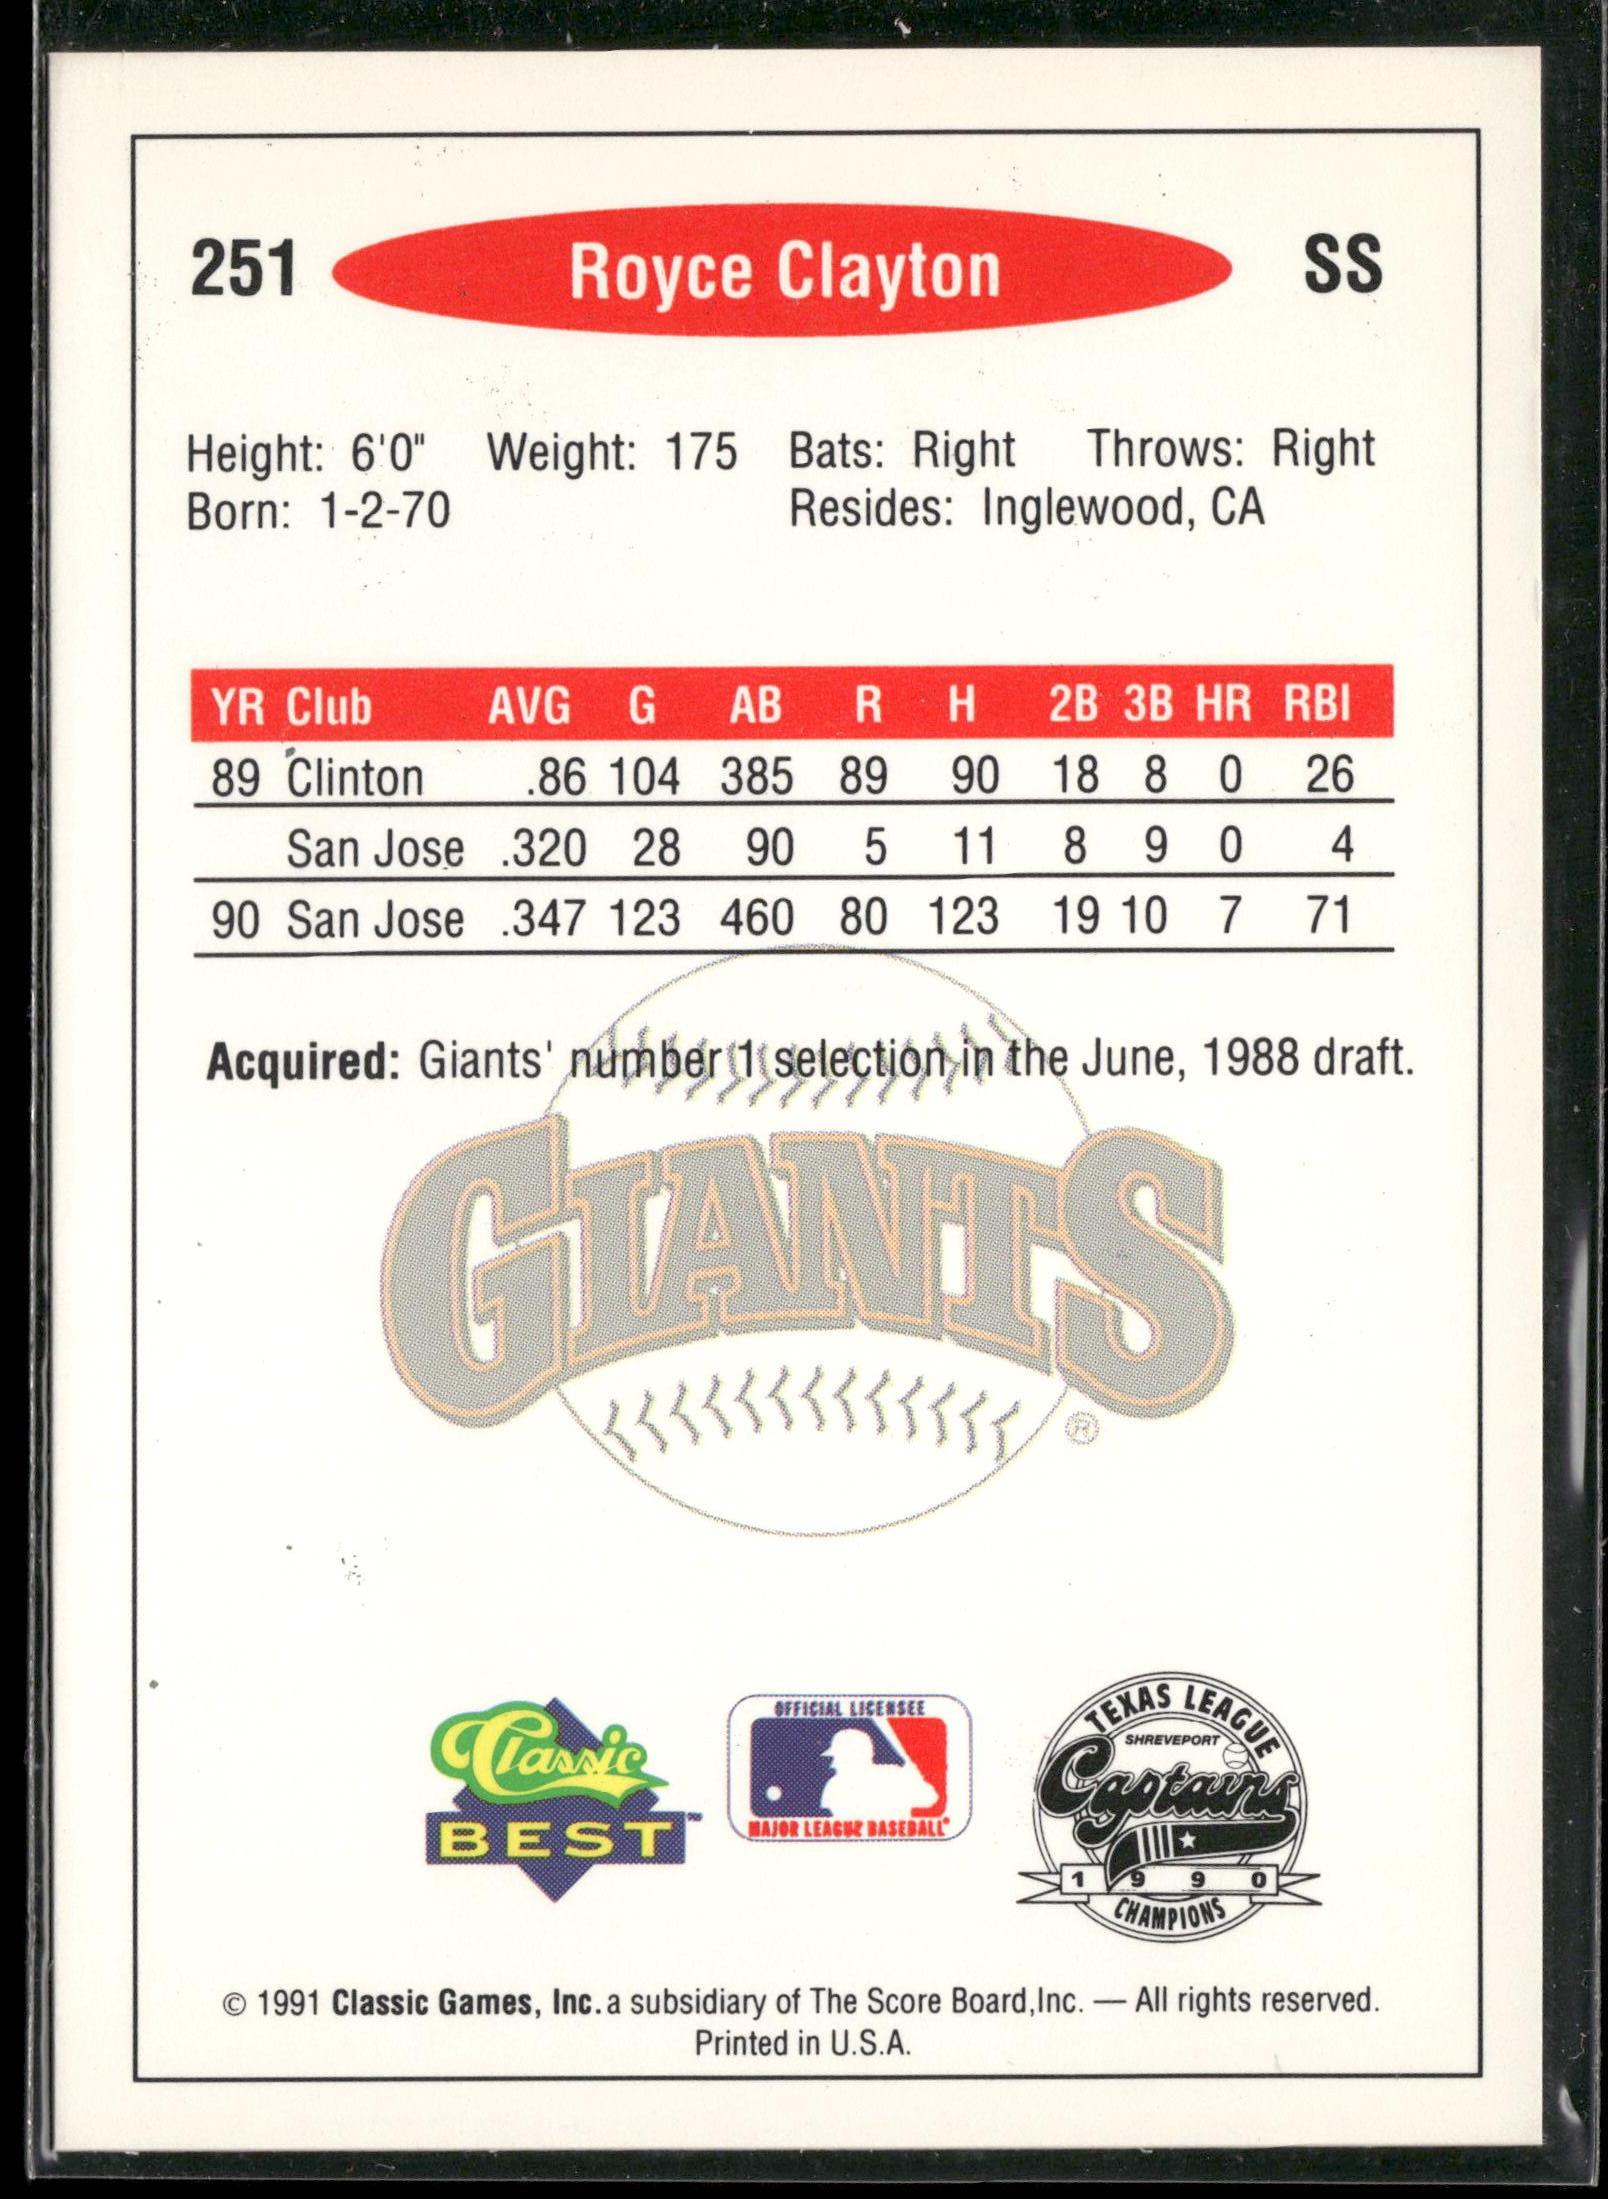 251 Royce Clayton SS
Height: 6'0" Weight: 175 Bats: Right Throws: Right
Born: 1-2-70 Resides: Inglewood, CA
YR Club AVG G AB R H 2B 3B HR RBI
89 Clinton .86 104 385 89 90 18 8 0 26
San Jose .320 28 90 5 11 8 9 0 4
90 San Jose .347 123 460 80 123 19 10 7 71
Acquired: Giants' number 1 selection in the June, 1988 draft.
GIANTS
®
Classic
BEST™
OFFICIAL LICENSEE
MAJOR LEAGUE BASEBALL®
TEXAS LEAGUE
SHREVEPORT
Captains
1990
CHAMPIONS
© 1991 Classic Games, Inc. a subsidiary of The Score Board,Inc. — All rights reserved.
Printed in U.S.A.